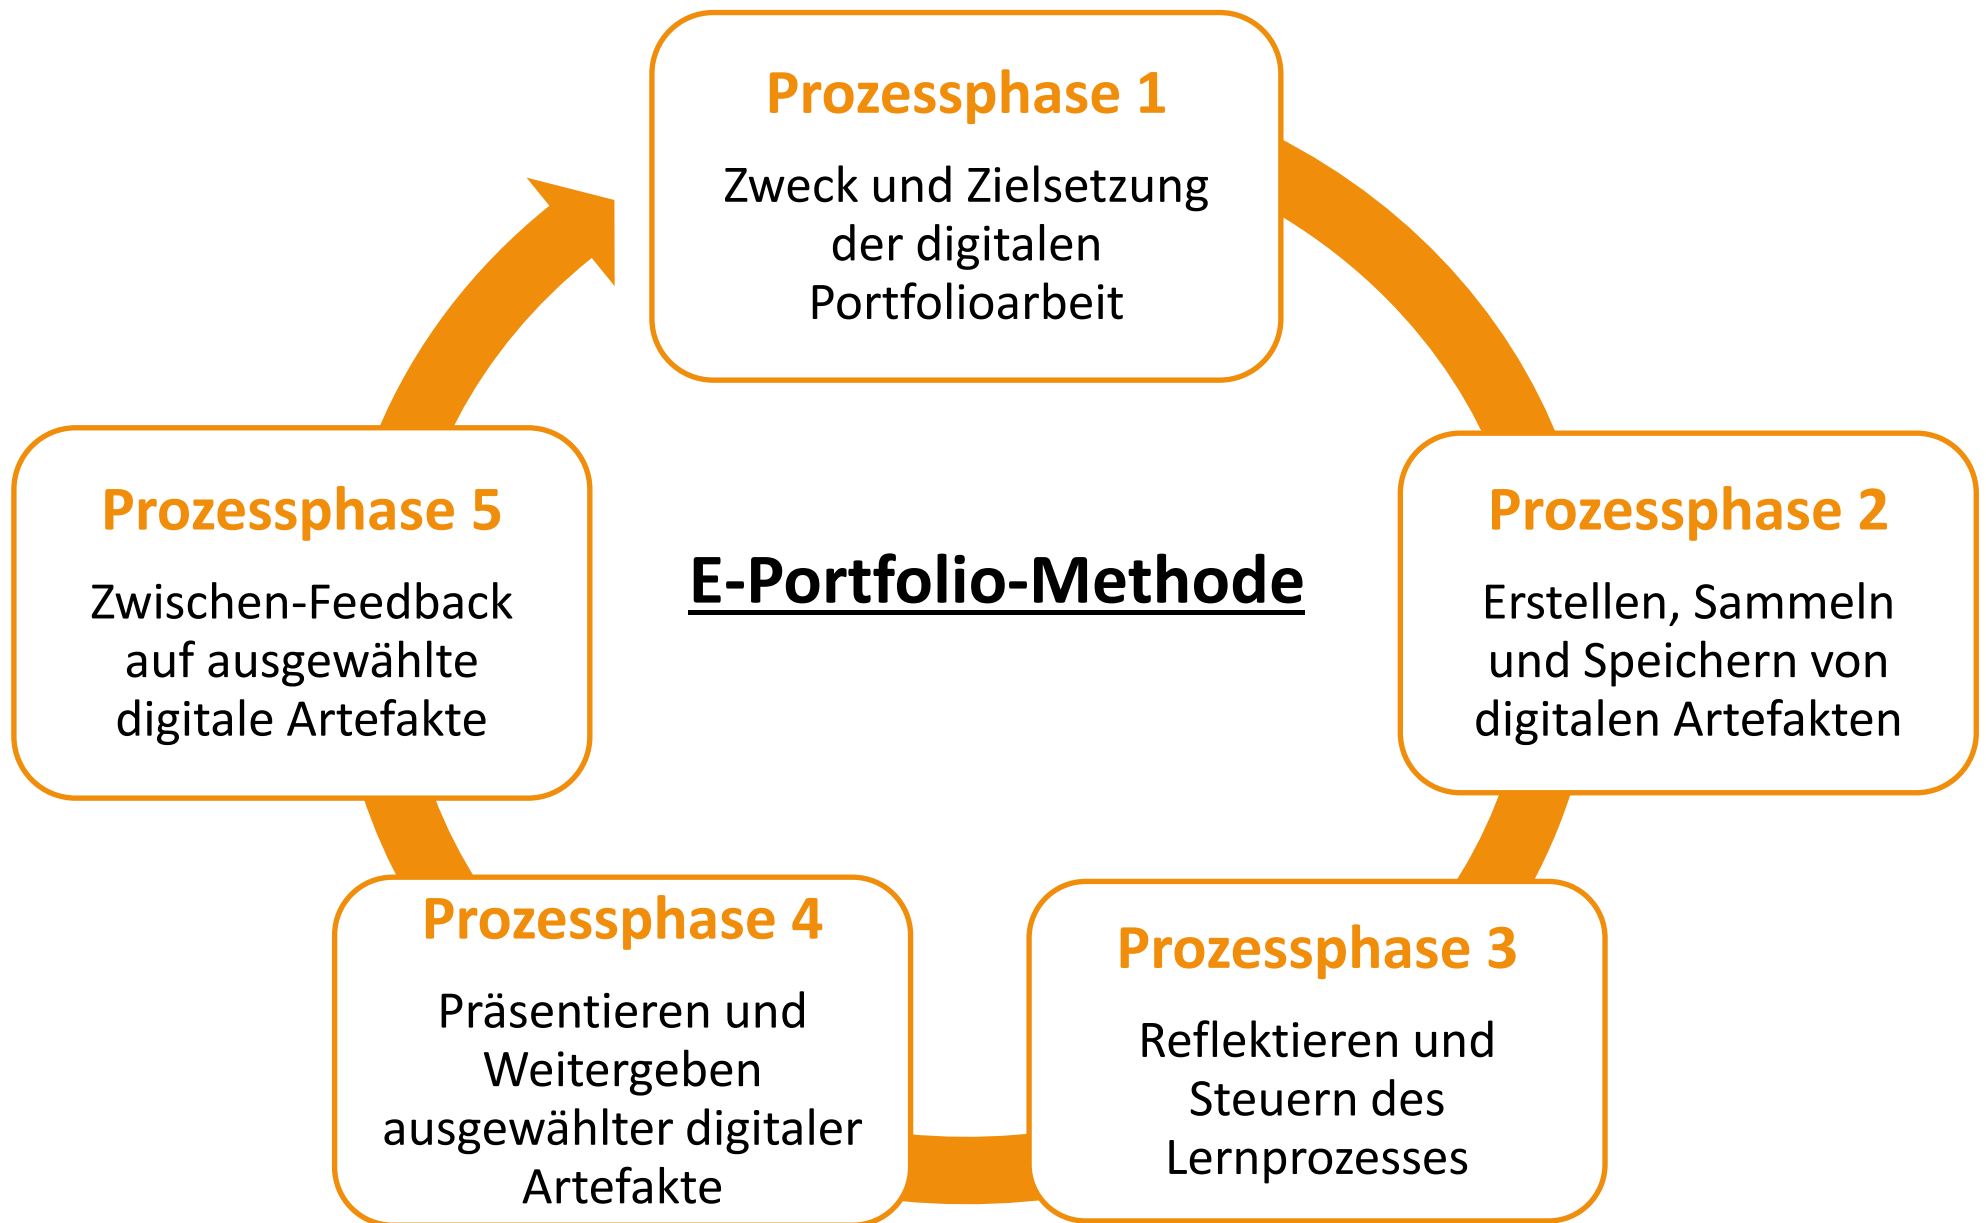 Prozessphase 1
Zweck und Zielsetzung
der digitalen
Portfolioarbeit
Prozessphase 2
Erstellen, Sammeln
und Speichern von
digitalen Artefakten
Prozessphase 3
Reflektieren und
Steuern des
Lernprozesses
Prozessphase 4
Präsentieren und
Weitergeben
ausgewählter digitaler
Artefakte
Prozessphase 5
Zwischen-Feedback
auf ausgewählte
digitale Artefakte
E-Portfolio-Methode